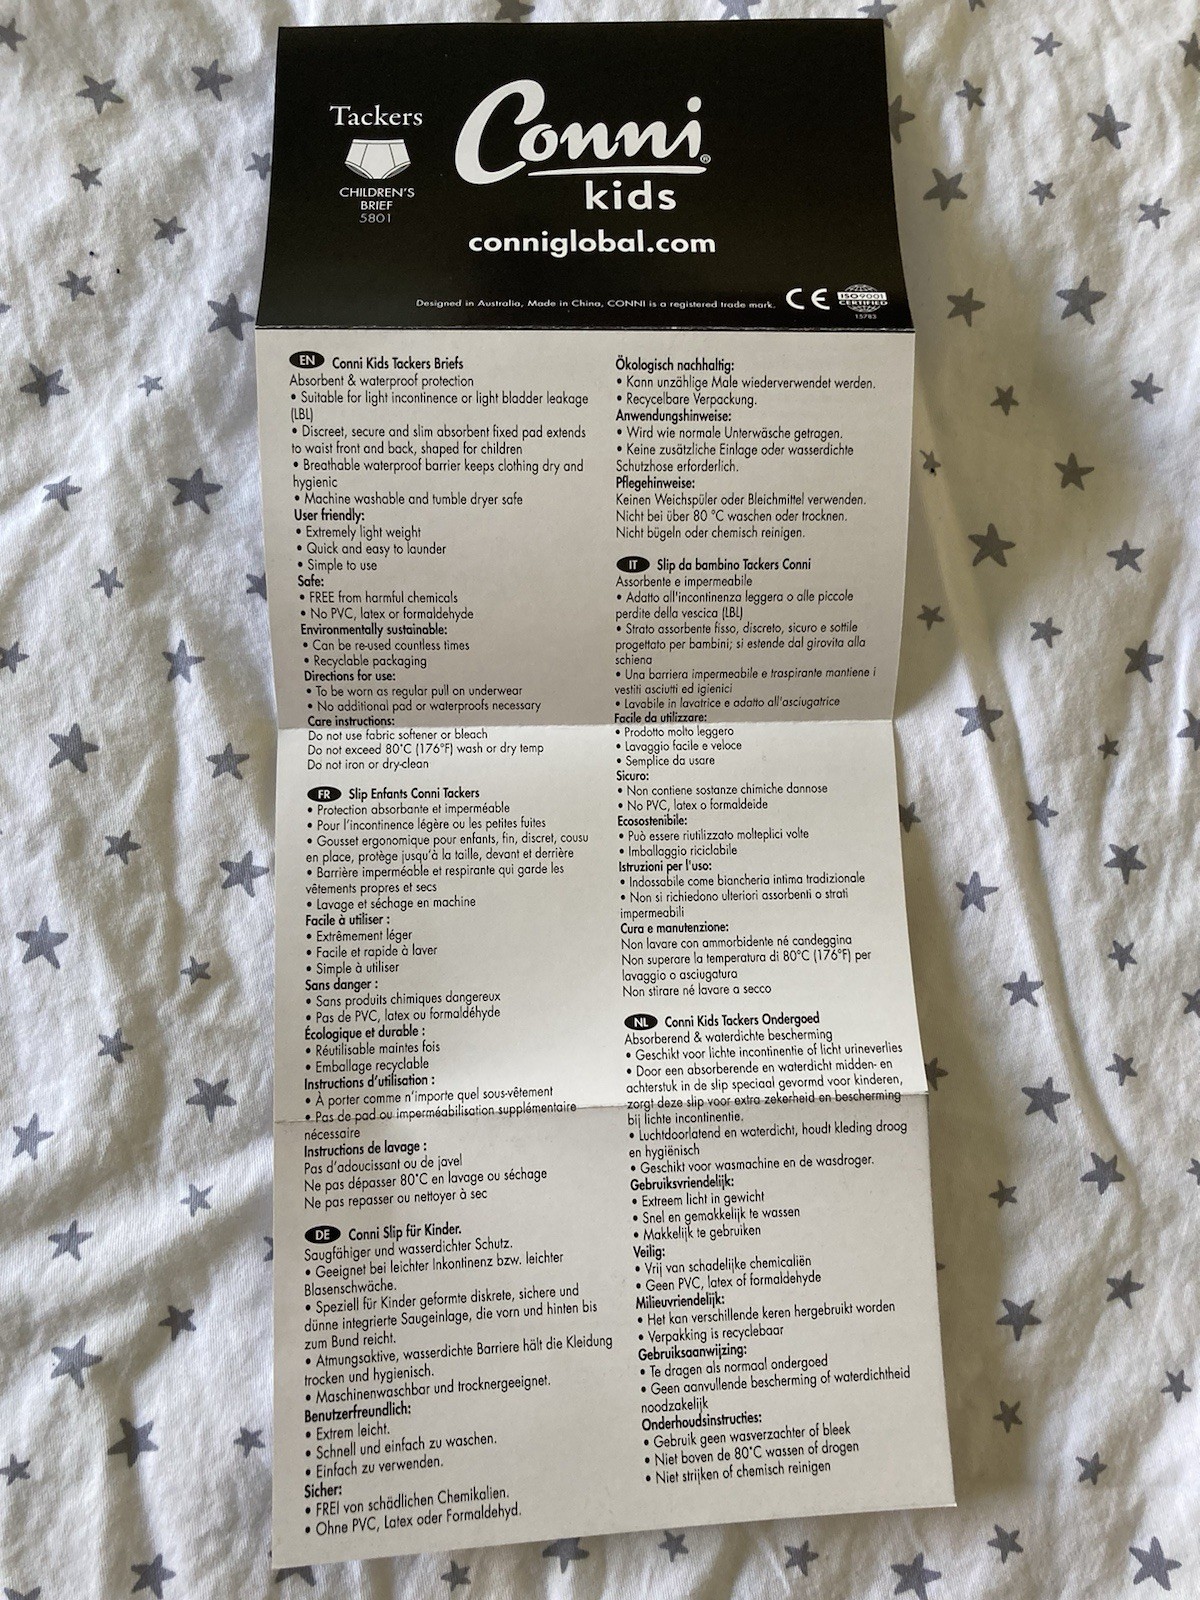 Tackers
CHILDREN'S
BRIEF
5801
Conni®
kids
conniglobal.com
Designed in Australia, Made in China, CONNI is a registered trade mark.
CE
ISO9001
CERTIFIED
15783
EN Conni Kids Tackers Briefs
Absorbent & waterproof protection
• Suitable for light incontinence or light bladder leakage
(LBL)
• Discreet, secure and slim absorbent fixed pad extends
to waist front and back, shaped for children
• Breathable waterproof barrier keeps clothing dry and
hygienic
• Machine washable and tumble dryer safe
User friendly:
• Extremely light weight
• Quick and easy to launder
• Simple to use
Safe:
• FREE from harmful chemicals
• No PVC, latex or formaldehyde
Environmentally sustainable:
• Can be re-used countless times
• Recyclable packaging
Directions for use:
• To be worn as regular pull on underwear
• No additional pad or waterproofs necessary
Care instructions:
Do not use fabric softener or bleach
Do not exceed 80˚C (176°F) wash or dry temp
Do not iron or dry-clean
FR Slip Enfants Conni Tackers
• Protection absorbante et imperméable
• Pour l'incontinence légère ou les petites fuites
• Gousset ergonomique pour enfants, fin, discret, cousu
en place, protège jusqu'à la taille, devant et derrière
• Barrière imperméable et respirante qui garde les
vêtements propres et secs
• Lavage et séchage en machine
Facile à utiliser :
• Extrêmement léger
• Facile et rapide à laver
• Simple à utiliser
Sans danger :
• Sans produits chimiques dangereux
• Pas de PVC, latex ou formaldéhyde
Écologique et durable :
• Réutilisable maintes fois
• Emballage recyclable
Instructions d'utilisation :
• À porter comme n'importe quel sous-vêtement
• Pas de pad ou imperméabilisation supplémentaire
nécessaire
Instructions de lavage :
Pas d'adoucissant ou de javel
Ne pas dépasser 80˚C en lavage ou séchage
Ne pas repasser ou nettoyer à sec
DE Conni Slip für Kinder.
Saugfähiger und wasserdichter Schutz.
• Geeignet bei leichter Inkontinenz bzw. leichter
Blasenschwäche.
• Speziell für Kinder geformte diskrete, sichere und
dünne integrierte Saugeinlage, die vorn und hinten bis
zum Bund reicht.
• Atmungsaktive, wasserdichte Barriere hält die Kleidung
trocken und hygienisch.
• Maschinenwaschbar und trocknergeeignet.
Benutzerfreundlich:
• Extrem leicht.
• Schnell und einfach zu waschen.
• Einfach zu verwenden.
Sicher:
• FREI von schädlichen Chemikalien.
• Ohne PVC, Latex oder Formaldehyd.
Ökologisch nachhaltig:
• Kann unzählige Male wiederverwendet werden.
• Recycelbare Verpackung.
Anwendungshinweise:
• Wird wie normale Unterwäsche getragen.
• Keine zusätzliche Einlage oder wasserdichte
Schutzhose erforderlich.
Pflegehinweise:
Keinen Weichspüler oder Bleichmittel verwenden.
Nicht bei über 80 °C waschen oder trocknen.
Nicht bügeln oder chemisch reinigen.
IT Slip da bambino Tackers Conni
Assorbente e impermeabile
• Adatto all'incontinenza leggera o alle piccole
perdite della vescica (LBL)
• Strato assorbente fisso, discreto, sicuro e sottile
progettato per bambini; si estende dal girovita alla
schiena
• Una barriera impermeabile e traspirante mantiene i
vestiti asciutti ed igienici
• Lavabile in lavatrice e adatto all'asciugatrice
Facile da utilizzare:
• Prodotto molto leggero
• Lavaggio facile e veloce
• Semplice da usare
Sicuro:
• Non contiene sostanze chimiche dannose
• No PVC, latex o formaldeide
Ecosostenibile:
• Può essere riutilizzato molteplici volte
• Imballaggio riciclabile
Istruzioni per l'uso:
• Indossabile come biancheria intima tradizionale
• Non si richiedono ulteriori assorbenti o strati
impermeabili
Cura e manutenzione:
Non lavare con ammorbidente né candeggina
Non superare la temperatura di 80°C (176°F) per
lavaggio o asciugatura
Non stirare né lavare a secco
NL Conni Kids Tackers Ondergoed
Absorberend & waterdichte bescherming
• Geschikt voor lichte incontinentie of licht urineverlies
• Door een absorberende en waterdicht midden- en
achterstuk in de slip speciaal gevormd voor kinderen,
zorgt deze slip voor extra zekerheid en bescherming
bij lichte incontinentie.
• Luchtdoorlatend en waterdicht, houdt kleding droog
en hygiënisch
• Geschikt voor wasmachine en de wasdroger.
Gebruiksvriendelijk:
• Extreem licht in gewicht
• Snel en gemakkelijk te wassen
• Makkelijk te gebruiken
Veilig:
• Vrij van schadelijke chemicaliën
• Geen PVC, latex of formaldehyde
Milieuvriendelijk:
• Het kan verschillende keren hergebruikt worden
• Verpakking is recyclebaar
Gebruiksaanwijzing:
• Te dragen als normaal ondergoed
• Geen aanvullende bescherming of waterdichtheid
noodzakelijk
Onderhoudsinstructies:
• Gebruik geen wasverzachter of bleek
• Niet boven de 80˚C wassen of drogen
• Niet strijken of chemisch reinigen